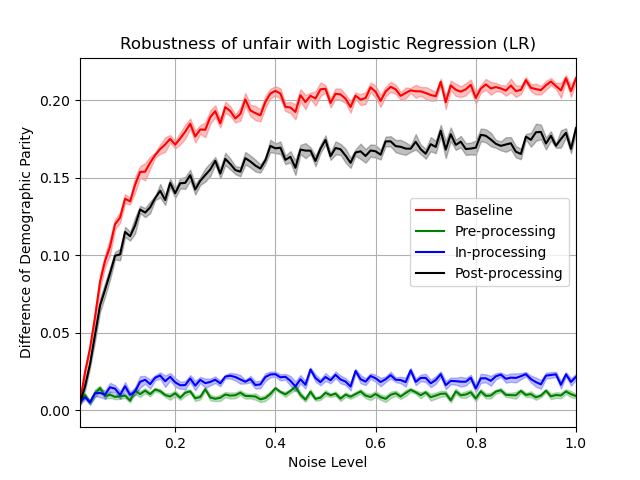 Robustness of unfair with Logistic Regression (LR)
Difference of Demographic Parity
0.20
0.15
0.10
0.05
0.00
Baseline
Pre-processing
In-processing
Post-processing
0.2 0.4 0.6 0.8 1.0
Noise Level